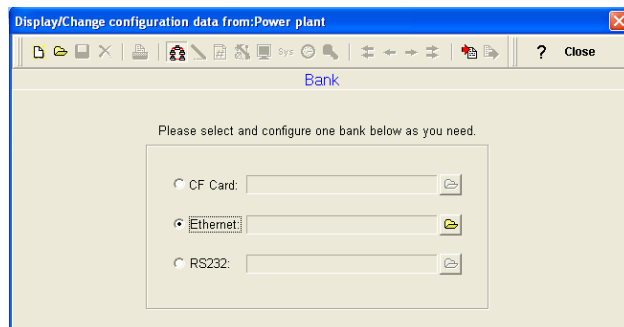 Display/Change configuration data from:Power plant
Sys ? Close
Bank
Please select and configure one bank below as you need.
CF Card:
Ethernet:
RS232: